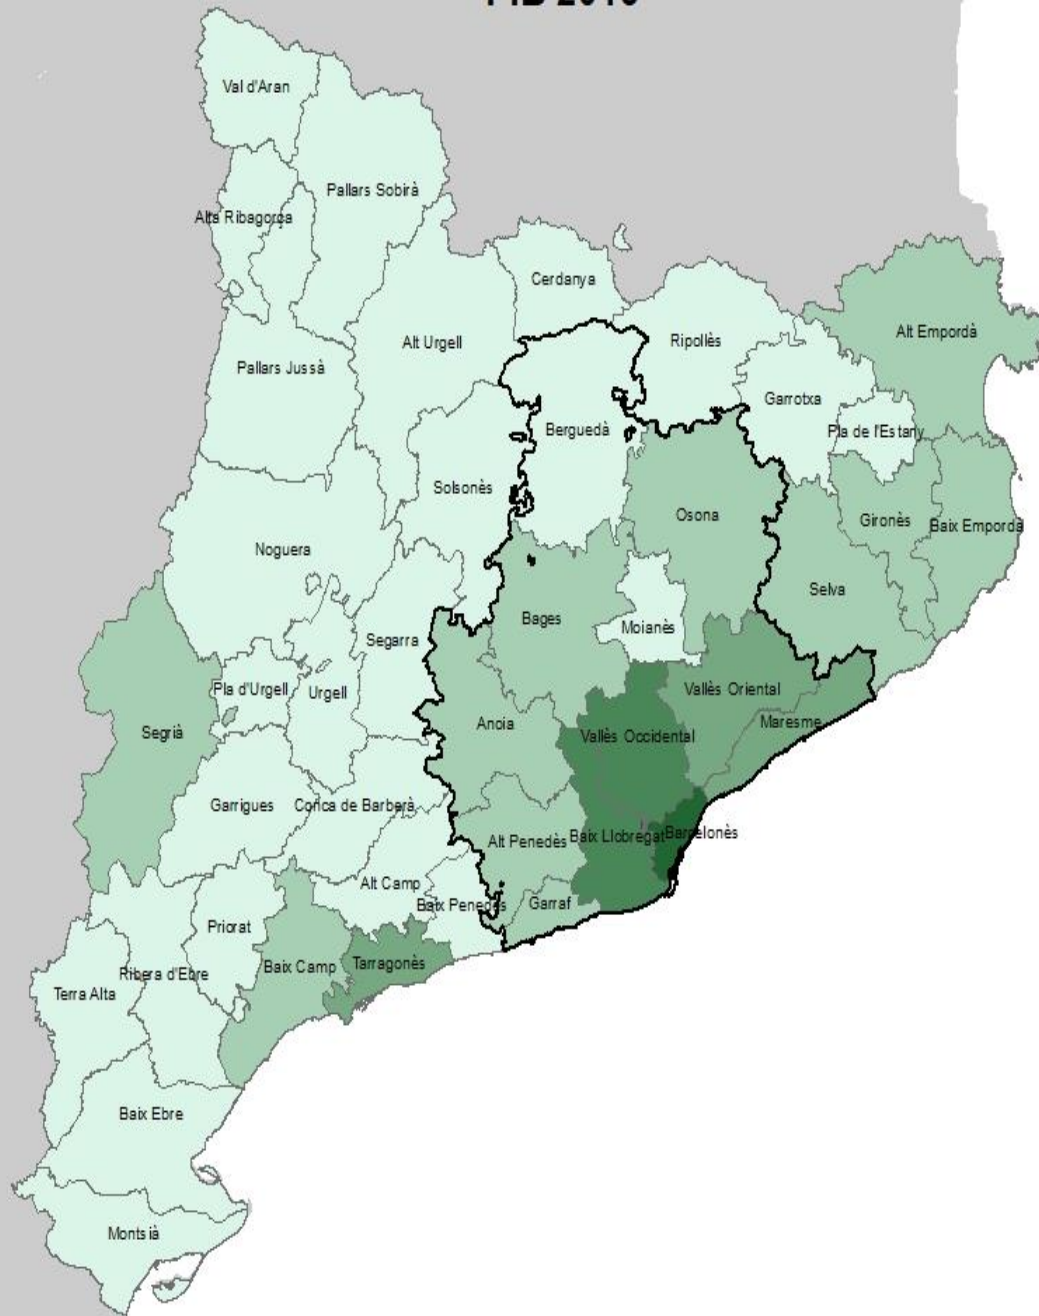 Val d'Aran
Pallars Sobirà
Alta Ribagorça
Cerdanya
Alt Empordà
Alt Urgell
Ripollès
Pallars Jussà
Garrotxa
Berguedà
Pla de l'Estany
Solsonès
Osona
Gironès
Baix Empordà
Noguera
Selva
Bages
Moianès
Segarra
Pla d'Urgell
Urgell
Vallès Oriental
Anoia
Maresme
Segrià
Vallès Occidental
Garrigues
Conca de Barberà
Alt Penedès
Baix Llobregat
Barcelonès
Alt Camp
Baix Penedès
Garraf
Priorat
Baix Camp
Tarragonès
Ribera d'Ebre
Terra Alta
Baix Ebre
Montsià